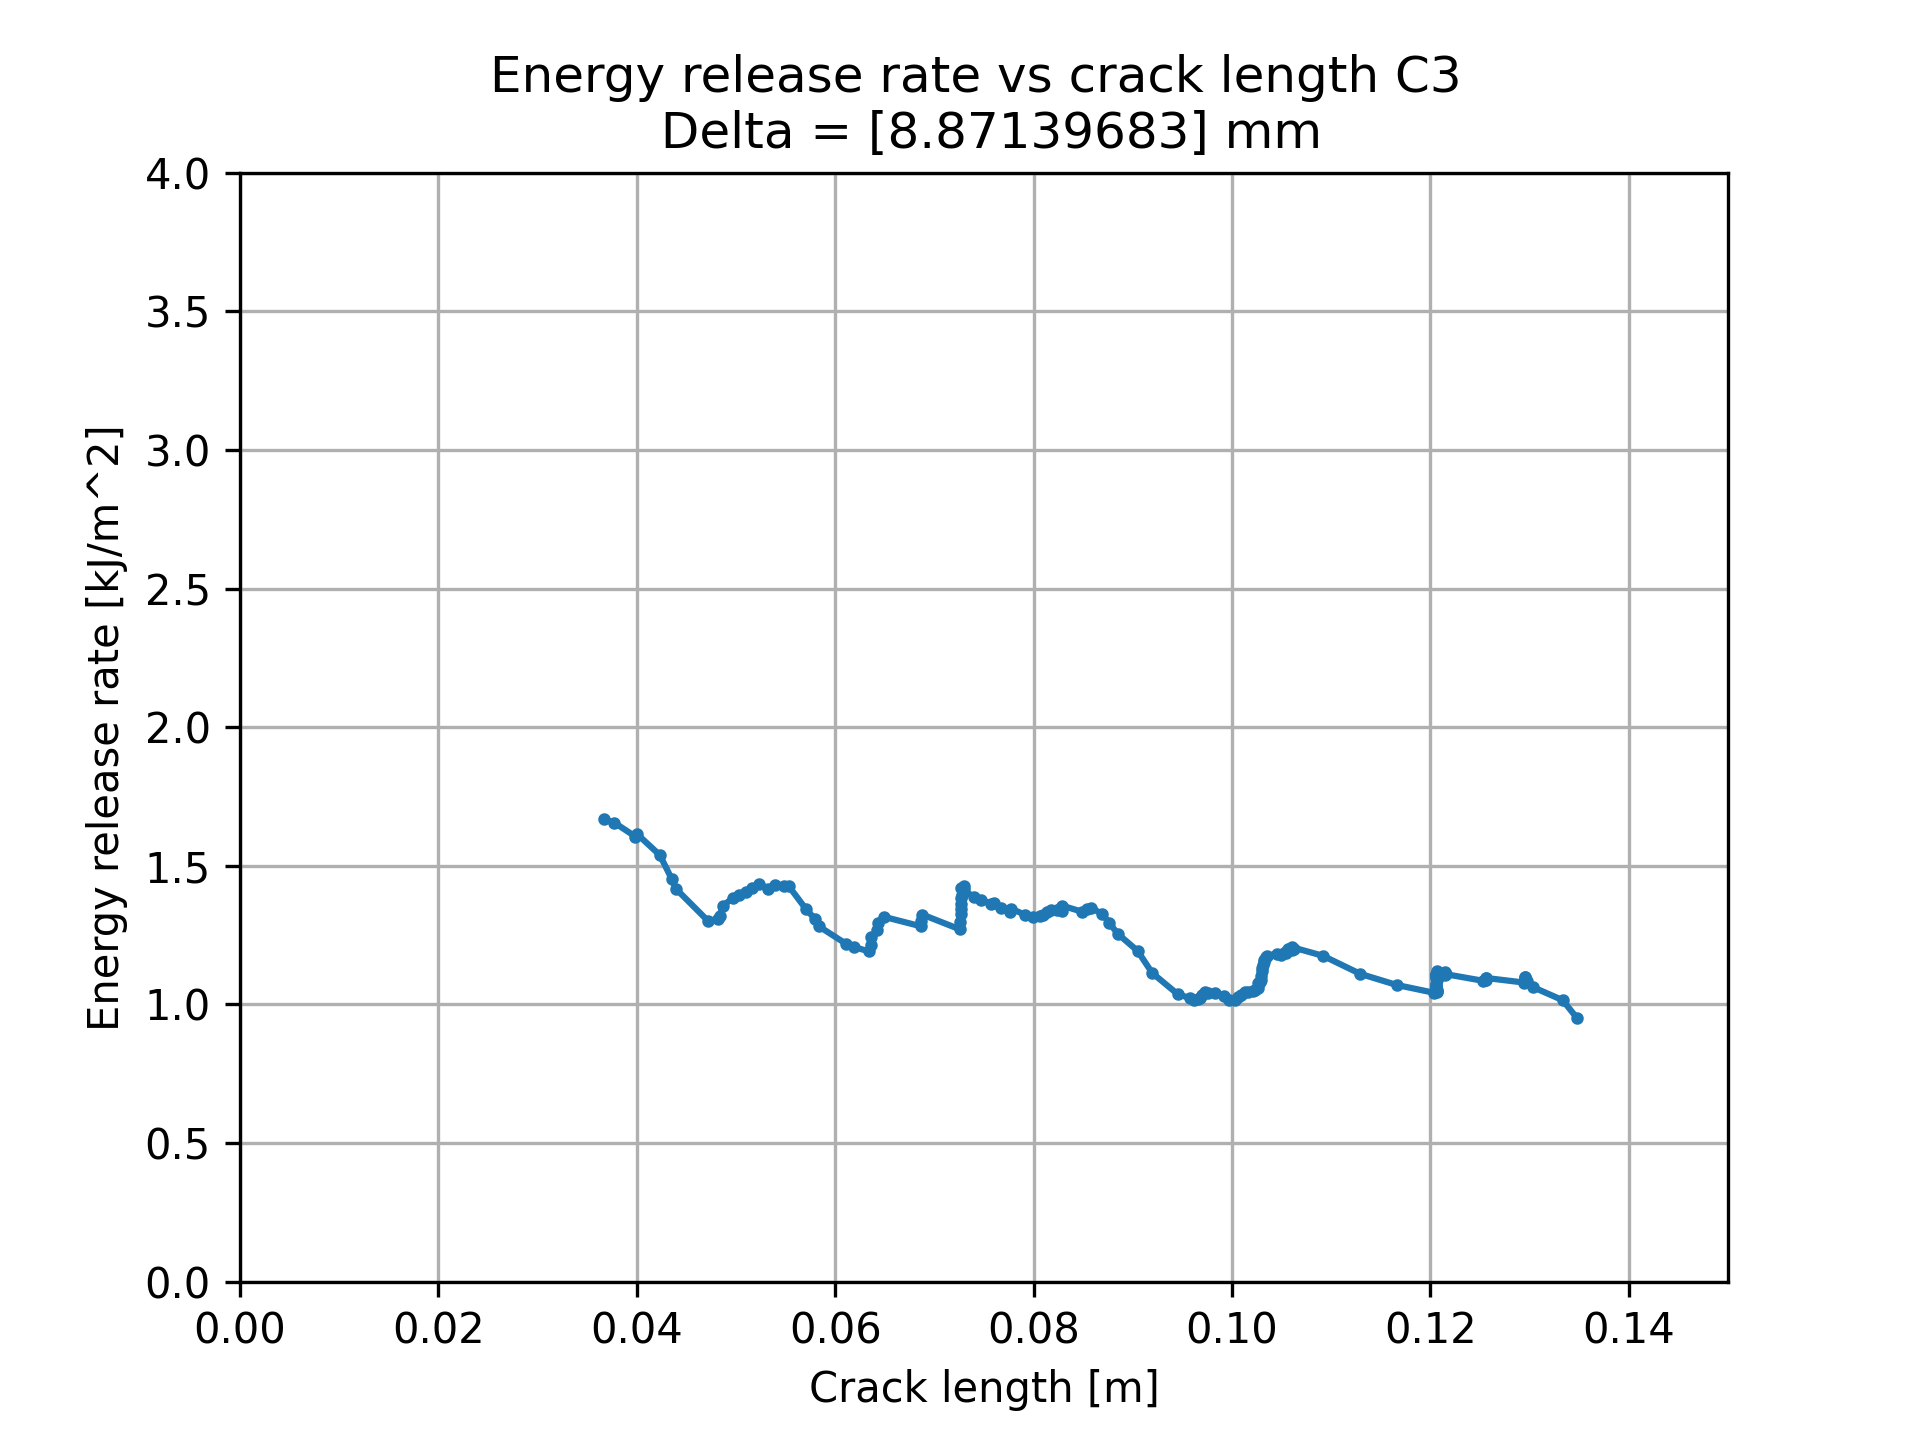 Energy release rate vs crack length C3
Delta = [8.87139683] mm
4.0
3.5
3.0
2.5
2.0
1.5
1.0
0.5
0.0
Energy release rate [kJ/m^2]
0.00 0.02 0.04 0.06 0.08 0.10 0.12 0.14
Crack length [m]